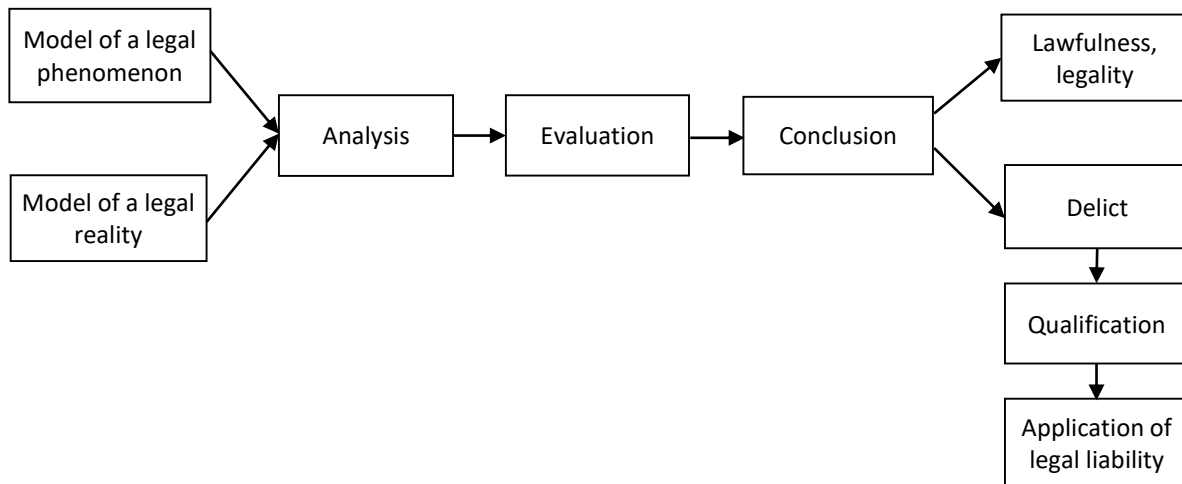 Model of a legal
phenomenon
Model of a legal
reality
Analysis
Evaluation
Conclusion
Lawfulness,
legality
Delict
Qualification
Application of
legal liability